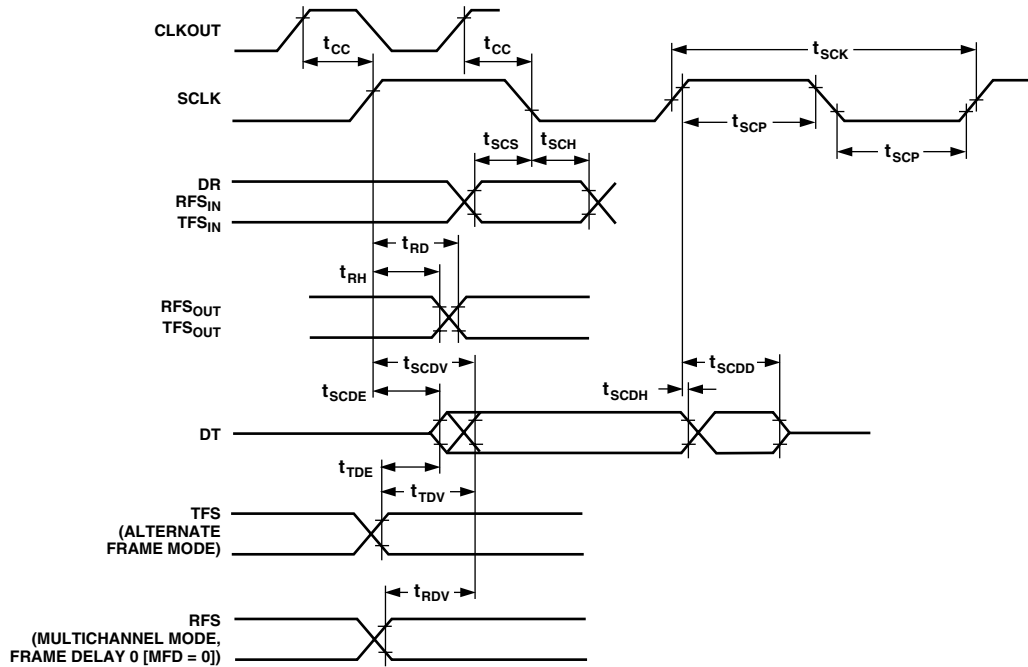 CLKOUT
tCC
tCC
tSCK
SCLK
tSCP
tSCP
tSCS
tSCH
DR
RFSIN
TFSIN
tRD
tRH
RFSOUT
TFSOUT
tSCDV
tSCDD
tSCDE
tSCDH
DT
tTDE
tTDV
TFS
(ALTERNATE
FRAME MODE)
tRDV
RFS
(MULTICHANNEL MODE,
FRAME DELAY 0 [MFD = 0])